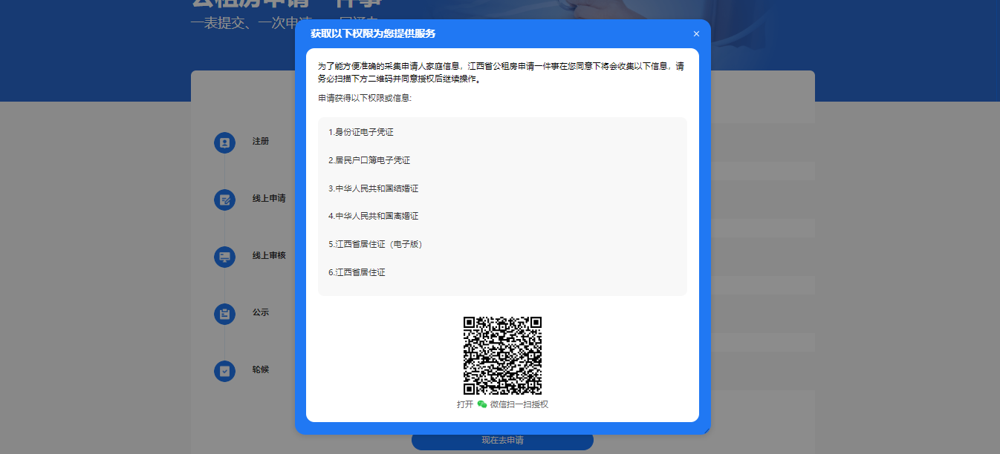 公租房申请一件事
一表提交、一次申请
获取以下权限为您提供服务
×
为了能方便准确的采集申请人家庭信息，江西省公租房申请一件事在您同意下将会收集以下信息，请
务必扫描下方二维码并同意授权后继续操作。
申请获得以下权限或信息:
1.身份证电子凭证
2.居民户口簿电子凭证
3.中华人民共和国结婚证
4.中华人民共和国离婚证
5.江西省居住证（电子版）
6.江西省居住证
打开 微信扫一扫授权
注册
线上申请
线上审核
公示
轮候
现在去申请